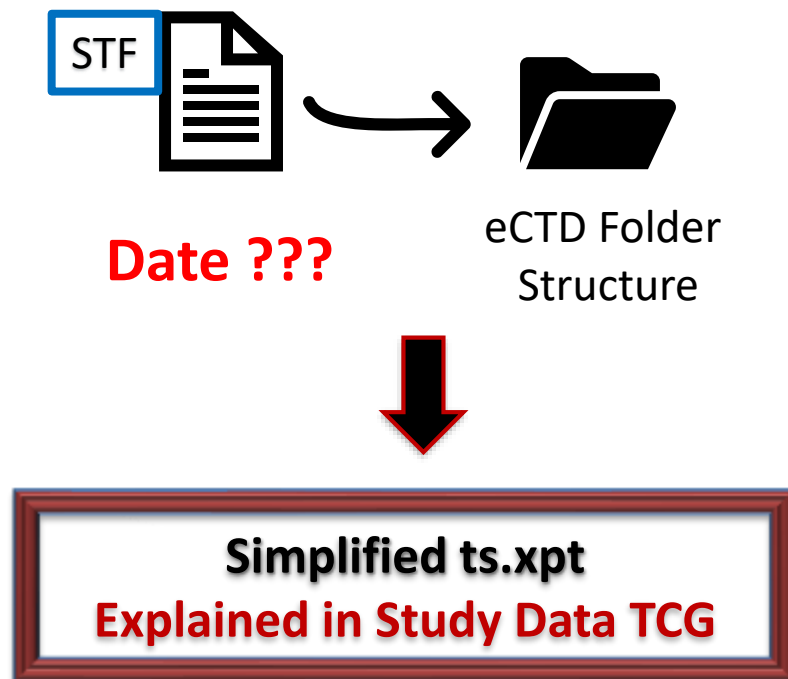 STF
Date ???
eCTD Folder
Structure
Simplified ts.xpt
Explained in Study Data TCG